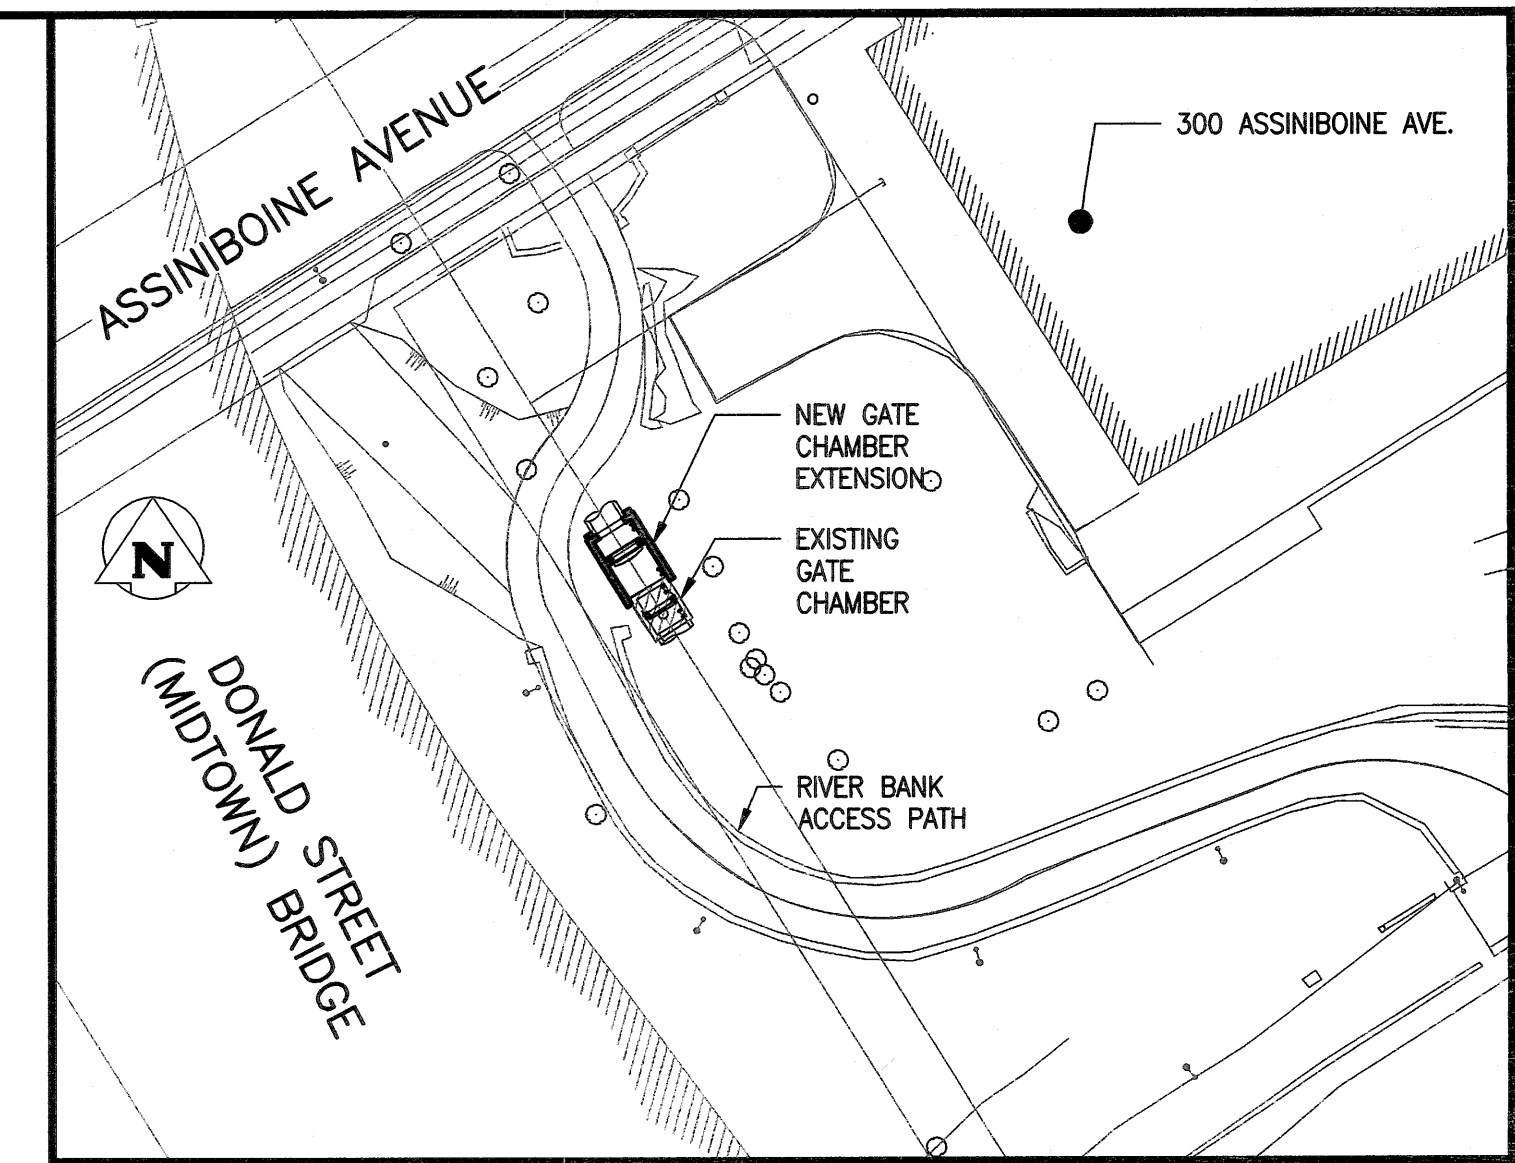 ASSINIBOINE AVENUE
300 ASSINIBOINE AVE.
NEW GATE
CHAMBER
EXTENSION
EXISTING
GATE
CHAMBER
N
DONALD STREET
(MIDTOWN) BRIDGE
RIVER BANK
ACCESS PATH